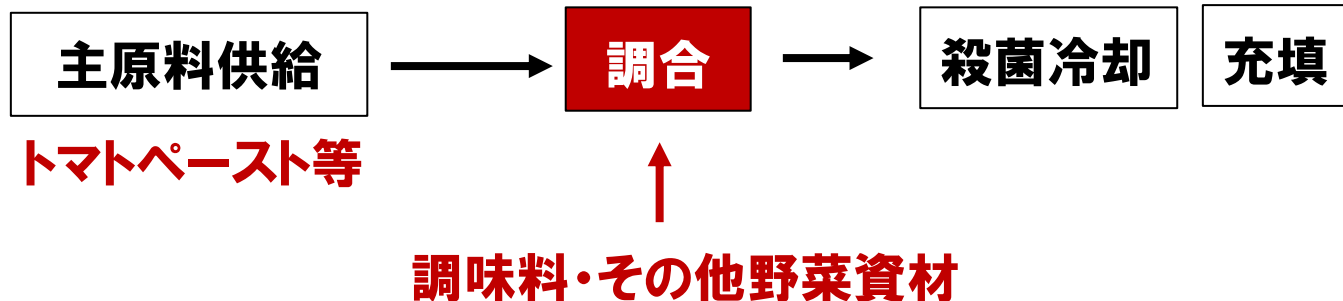 主原料供給
調合
殺菌冷却
充填
トマトペースト等
調味料・その他野菜資材